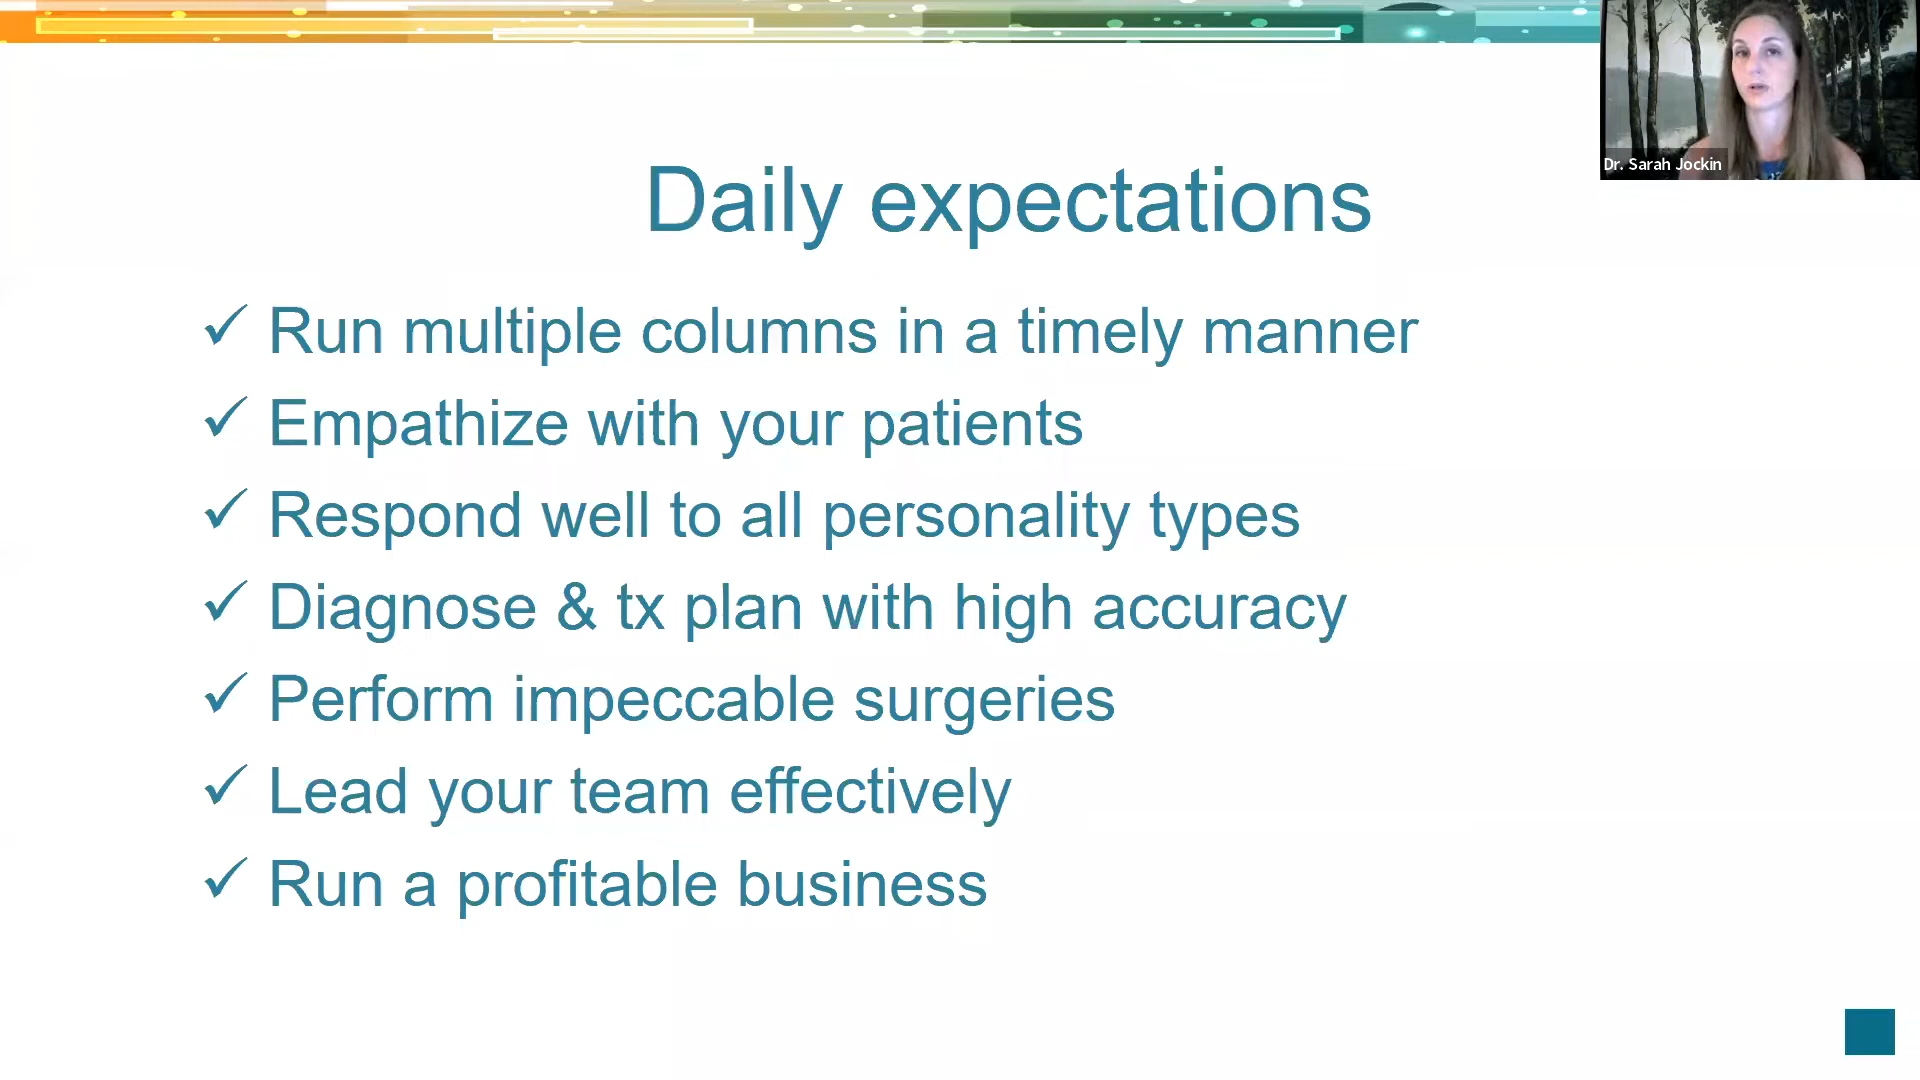 Dr. Sarah Jockin
Daily expectations
✓ Run multiple columns in a timely manner
✓ Empathize with your patients
✓ Respond well to all personality types
✓ Diagnose & tx plan with high accuracy
✓ Perform impeccable surgeries
✓ Lead your team effectively
✓ Run a profitable business